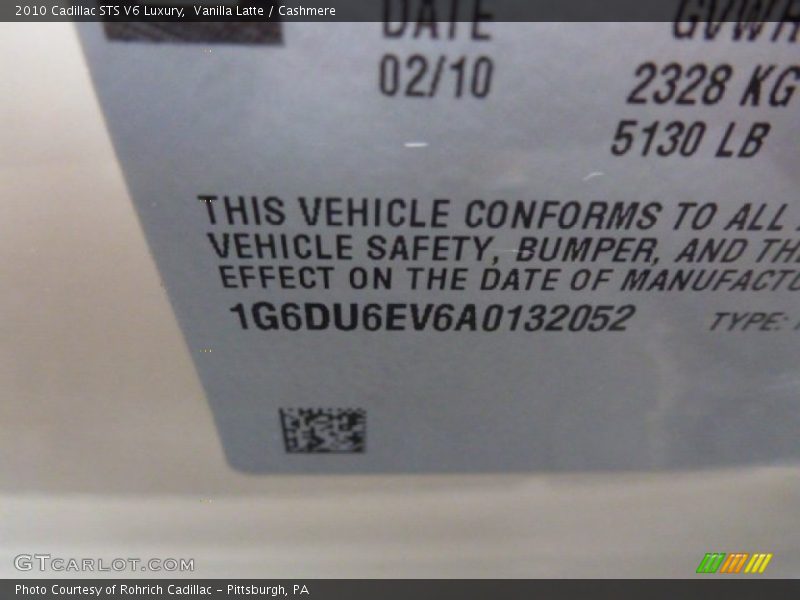 2010 Cadillac STS V6 Luxury,  Vanilla Latte / Cashmere
DATE GVWR
02/10 2328 KG
5130 LB
THIS VEHICLE CONFORMS TO ALL
VEHICLE SAFETY, BUMPER, AND TH
EFFECT ON THE DATE OF MANUFACTU
1G6DU6EV6A0132052 TYPE:
GTCARLOT.COM
Photo Courtesy of Rohrich Cadillac - Pittsburgh, PA